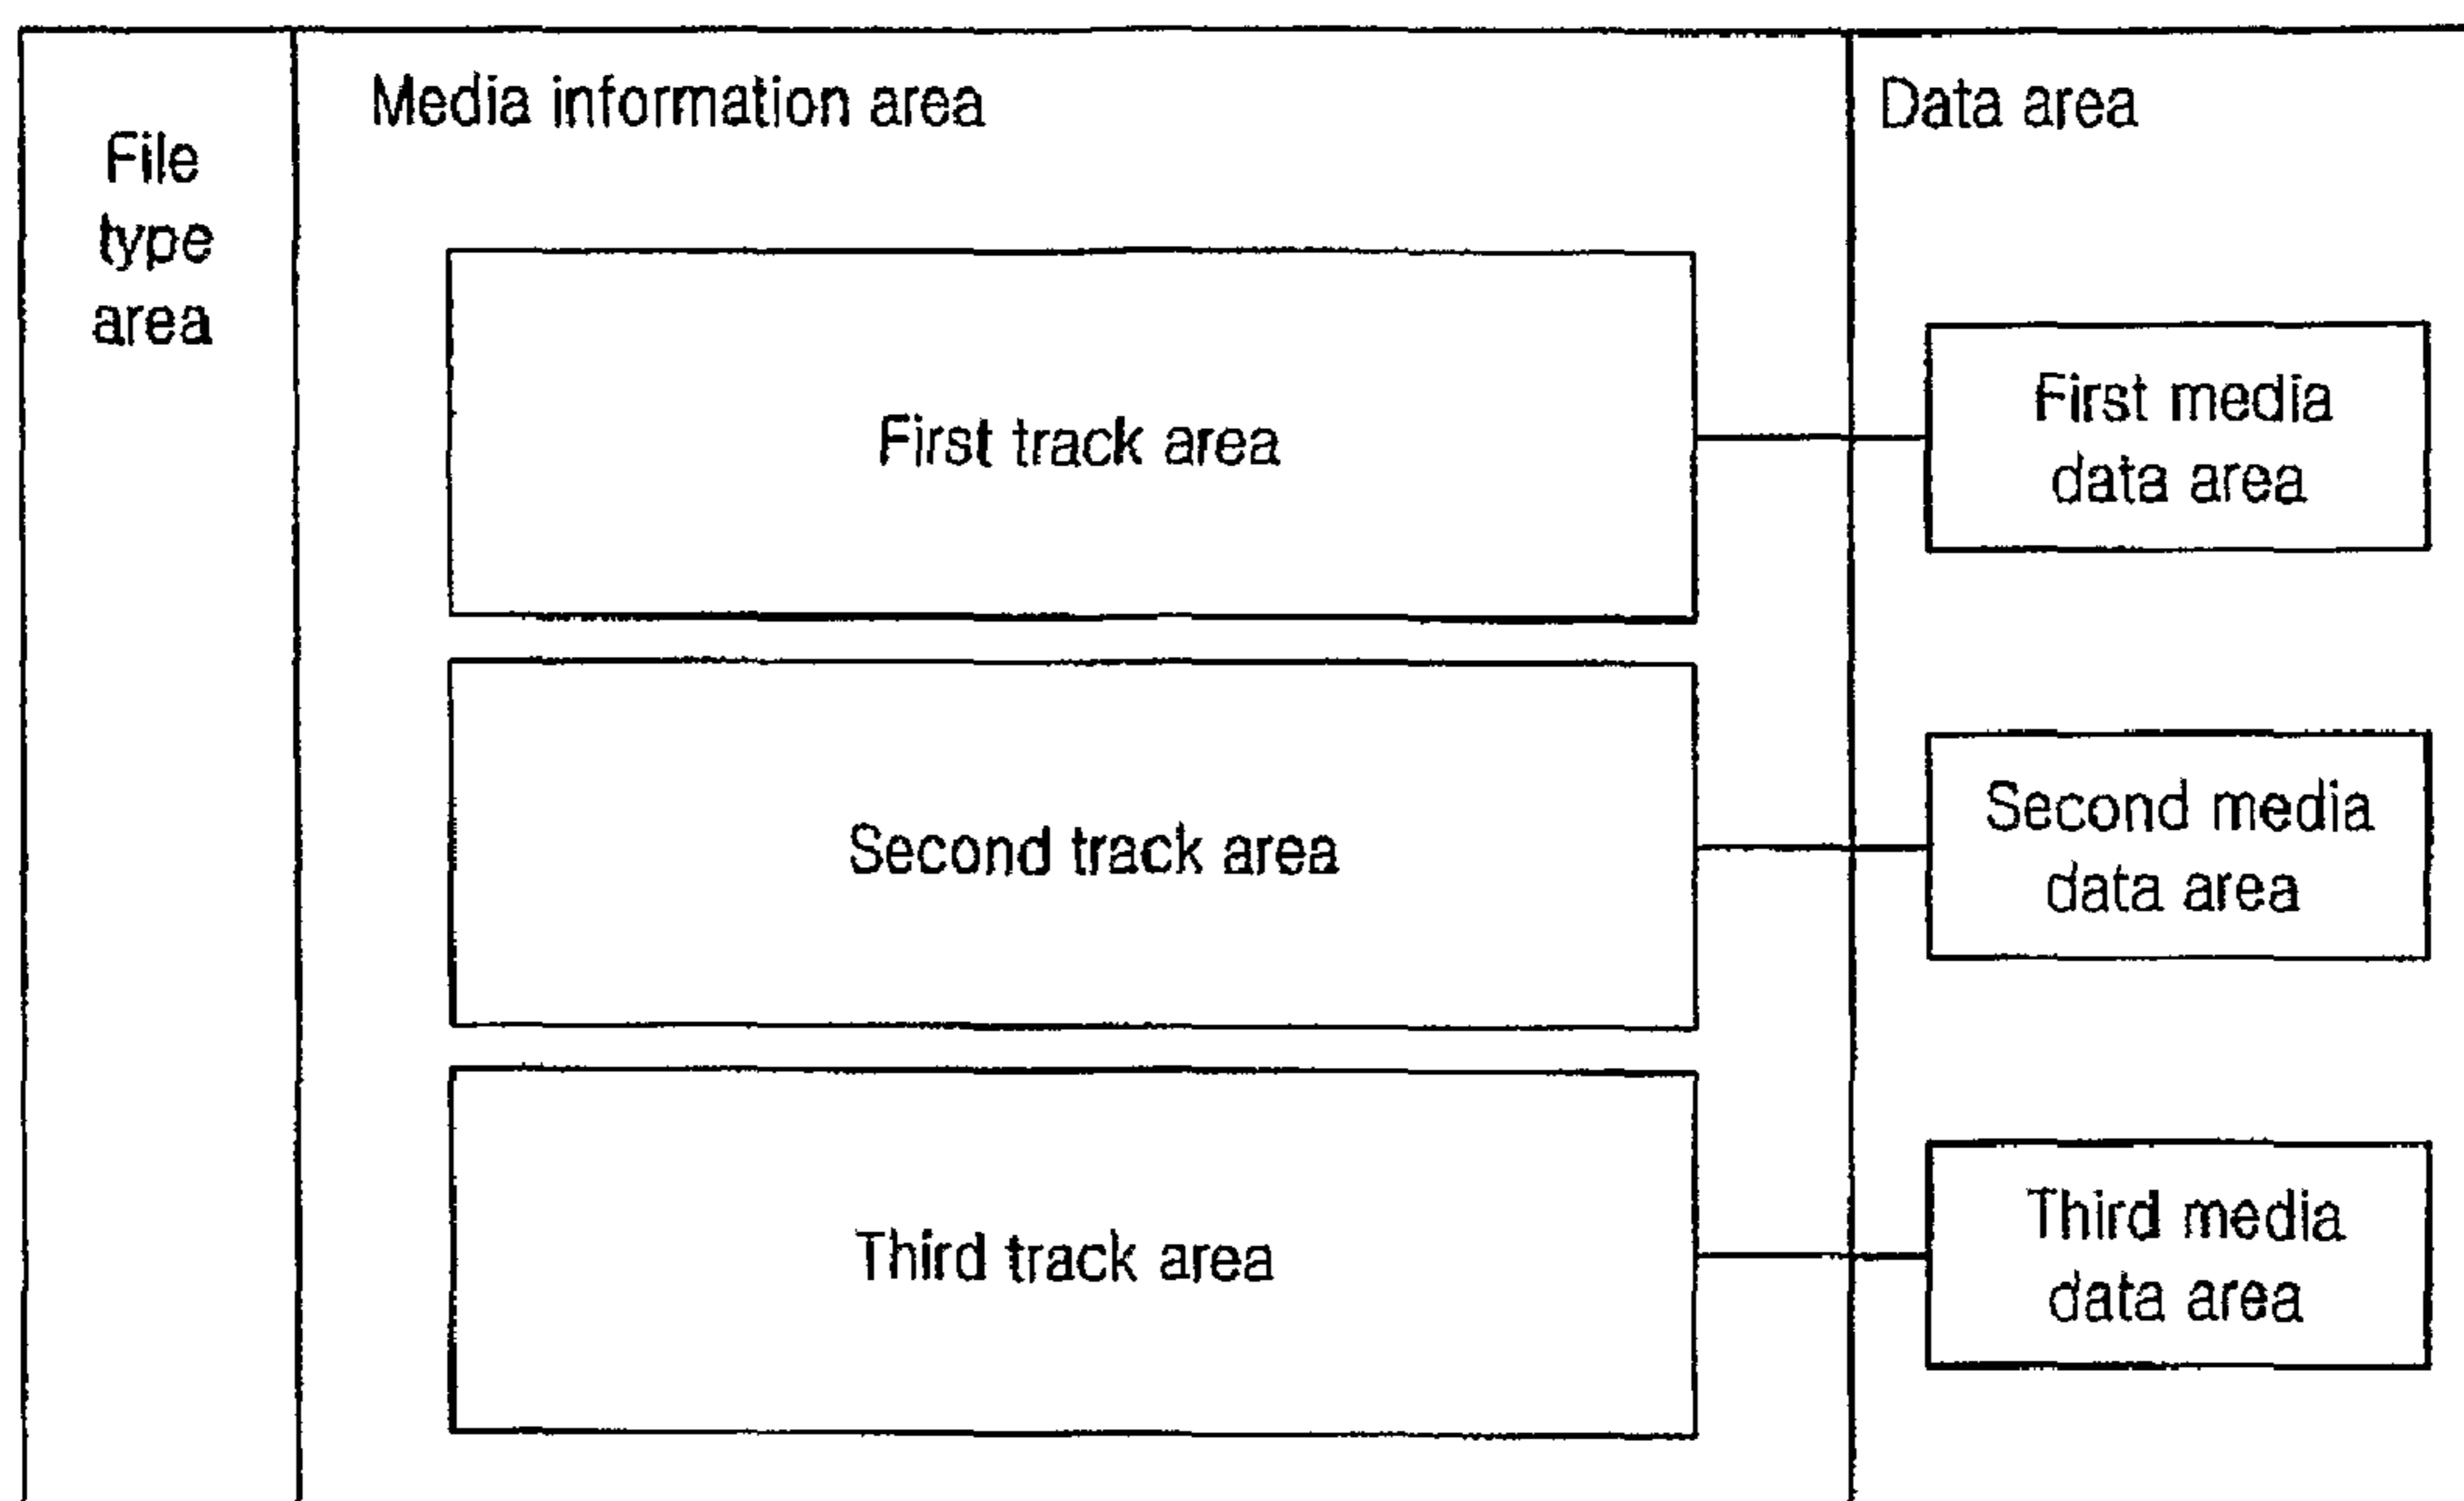 File
type
area
Media information area
Data area
First track area
First media
data area
Second track area
Second media
data area
Third track area
Third media
data area